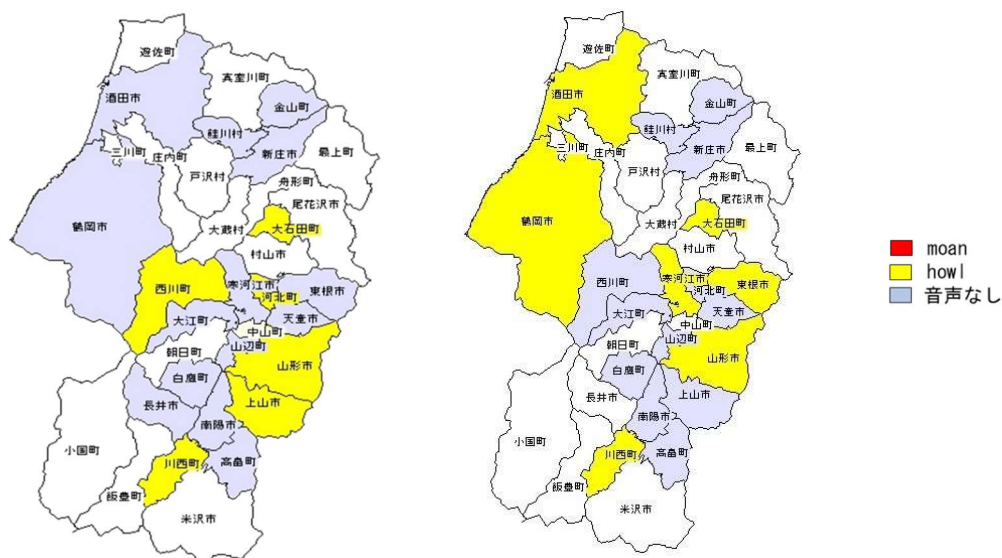 遊佐町
真室川町
酒田市
金山町
鮭川村
三川町
庄内町
新庄市
最上町
戸沢村
舟形町
尾花沢市
鶴岡市
大蔵村
大石田町
村山市
西川町
寒河江市
東根市
河北町
大江町
天童市
中山町
山辺町
朝日町
山形市
白鷹町
上山市
長井市
南陽市
小国町
川西町
高畠町
飯豊町
米沢市
遊佐町
真室川町
酒田市
金山町
鮭川村
三川町
庄内町
新庄市
最上町
戸沢村
舟形町
尾花沢市
鶴岡市
大蔵村
大石田町
村山市
西川町
寒河江市
東根市
河北町
大江町
天童市
中山町
山辺町
朝日町
山形市
白鷹町
上山市
長井市
南陽市
小国町
川西町
高畠町
飯豊町
米沢市
moan
howl
音声なし